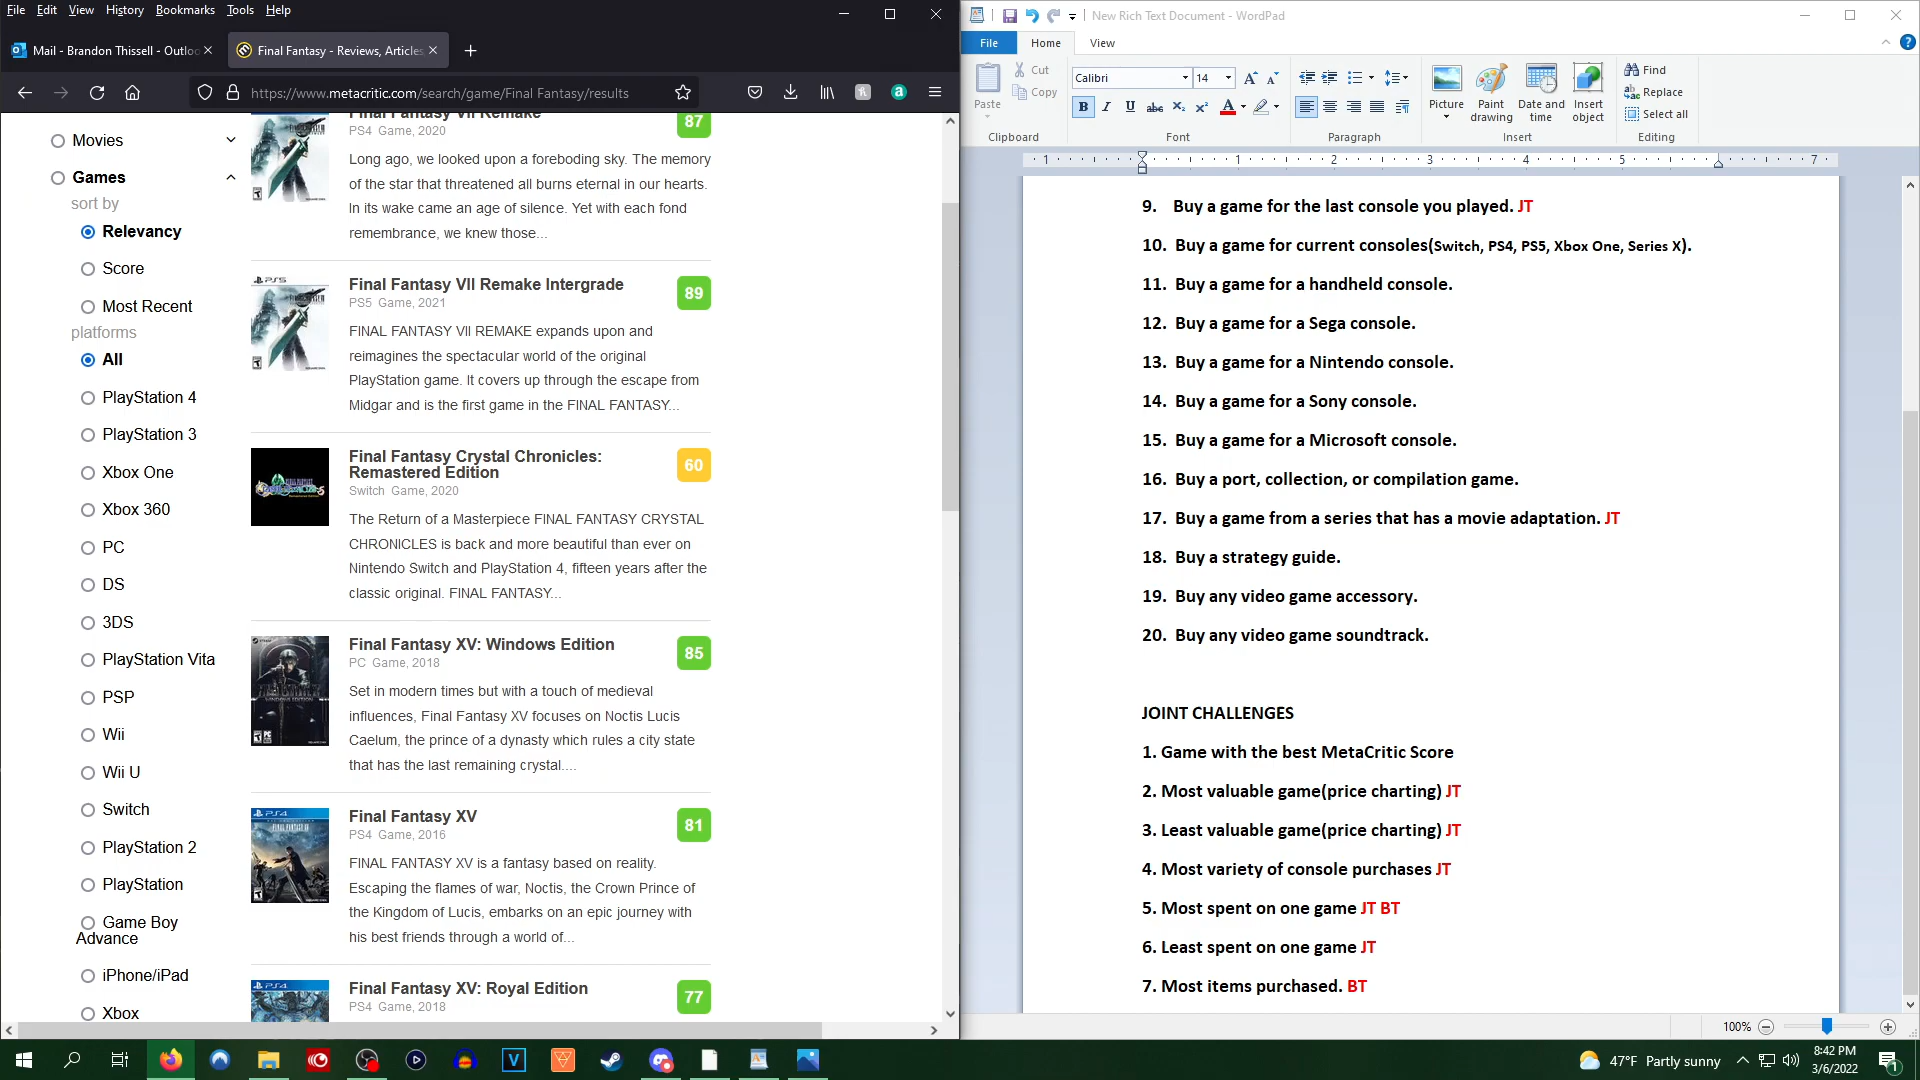 File Edit View History Bookmarks Tools Help
Mail - Brandon Thissell - Outloo
Final Fantasy - Reviews, Articles,
https://www.metacritic.com/search/game/Final Fantasy/results
Movies
Games
sort by
Relevancy
Score
Most Recent
platforms
All
PlayStation 4
PlayStation 3
Xbox One
Xbox 360
PC
DS
3DS
PlayStation Vita
PSP
Wii
Wii U
Switch
PlayStation 2
PlayStation
Game Boy
Advance
iPhone/iPad
Xbox
Final Fantasy VII Remake
87
PS4 Game, 2020
Long ago, we looked upon a foreboding sky. The memory
of the star that threatened all burns eternal in our hearts.
In its wake came an age of silence. Yet with each fond
remembrance, we knew those...
Final Fantasy VII Remake Intergrade
89
PS5 Game, 2021
FINAL FANTASY VII REMAKE expands upon and
reimagines the spectacular world of the original
PlayStation game. It covers up through the escape from
Midgar and is the first game in the FINAL FANTASY...
Final Fantasy Crystal Chronicles:
Remastered Edition
60
Switch Game, 2020
The Return of a Masterpiece FINAL FANTASY CRYSTAL
CHRONICLES is back and more beautiful than ever on
Nintendo Switch and PlayStation 4, fifteen years after the
classic original. FINAL FANTASY...
Final Fantasy XV: Windows Edition
85
PC Game, 2018
Set in modern times but with a touch of medieval
influences, Final Fantasy XV focuses on Noctis Lucis
Caelum, the prince of a dynasty which rules a city state
that has the last remaining crystal....
PS4
Final Fantasy XV
81
PS4 Game, 2016
FINAL FANTASY XV is a fantasy based on reality.
Escaping the flames of war, Noctis, the Crown Prince of
the Kingdom of Lucis, embarks on an epic journey with
his best friends through a world of...
PS4
Final Fantasy XV: Royal Edition
77
PS4 Game, 2018
New Rich Text Document - WordPad
File Home View
Paste
Cut
Copy
Clipboard
Calibri
14
Font
Paragraph
Picture
Paint drawing
Date and time
Insert object
Insert
Find
Replace
Select all
Editing
1 1 2 3 4 5 7
9. Buy a game for the last console you played. JT
10. Buy a game for current consoles(Switch, PS4, PS5, Xbox One, Series X).
11. Buy a game for a handheld console.
12. Buy a game for a Sega console.
13. Buy a game for a Nintendo console.
14. Buy a game for a Sony console.
15. Buy a game for a Microsoft console.
16. Buy a port, collection, or compilation game.
17. Buy a game from a series that has a movie adaptation. JT
18. Buy a strategy guide.
19. Buy any video game accessory.
20. Buy any video game soundtrack.
JOINT CHALLENGES
1. Game with the best MetaCritic Score
2. Most valuable game(price charting) JT
3. Least valuable game(price charting) JT
4. Most variety of console purchases JT
5. Most spent on one game JT BT
6. Least spent on one game JT
7. Most items purchased. BT
100%
47°F Partly sunny
8:42 PM
3/6/2022
1